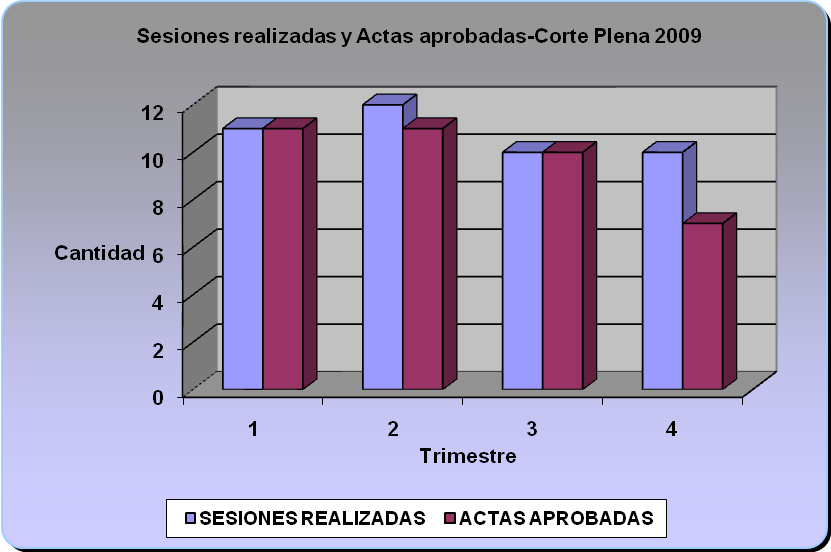 Sesiones realizadas y Actas aprobadas-Corte Plena 2009
12
10
8
Cantidad 6
4
2
0
1 2 3 4
Trimestre
SESIONES REALIZADAS ACTAS APROBADAS